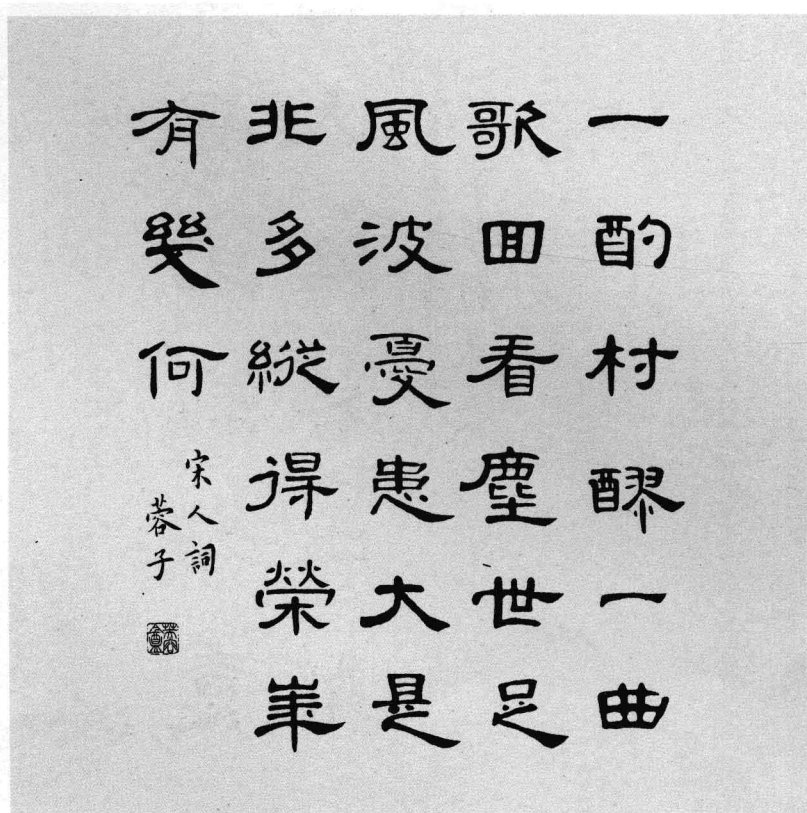 一酌村醪一曲
歌回看塵世足
風波憂患大是
非多縱得榮華
有幾何
宋人詞
蓉子